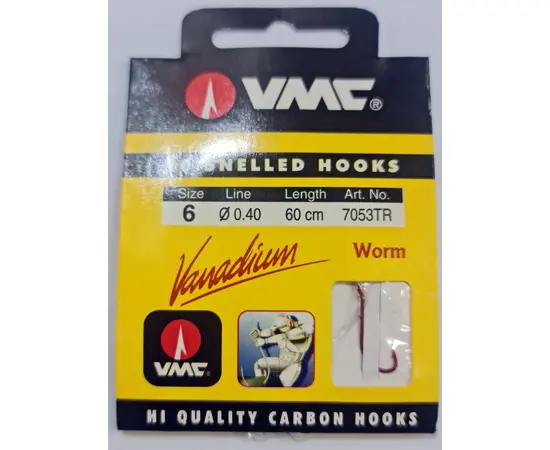 VMC®
SNELLED HOOKS
Size Line Length Art. No.
6 Ø 0.40 60 cm 7053TR
Vanadium
Worm
VMC
HI QUALITY CARBON HOOKS